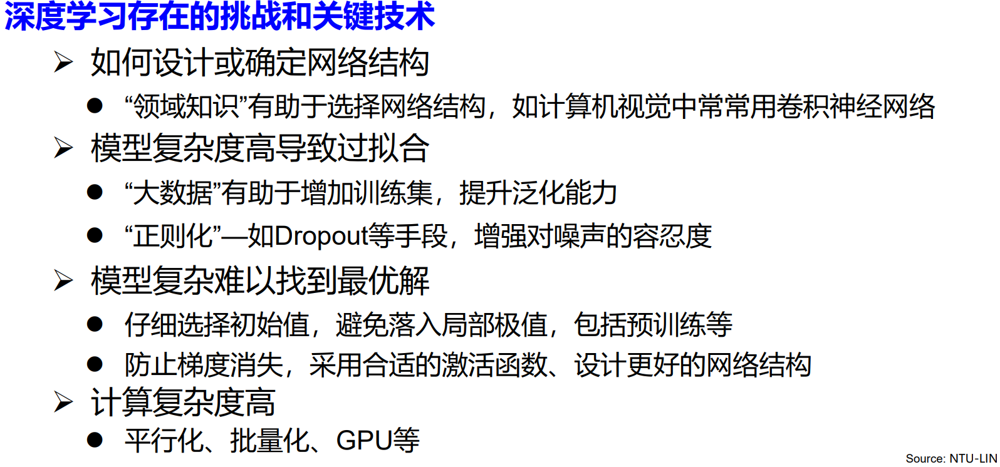 深度学习存在的挑战和关键技术
➢ 如何设计或确定网络结构
● “领域知识”有助于选择网络结构，如计算机视觉中常常用卷积神经网络
➢ 模型复杂度高导致过拟合
● “大数据”有助于增加训练集，提升泛化能力
● “正则化”—如Dropout等手段，增强对噪声的容忍度
➢ 模型复杂难以找到最优解
● 仔细选择初始值，避免落入局部极值，包括预训练等
● 防止梯度消失，采用合适的激活函数、设计更好的网络结构
➢ 计算复杂度高
● 平行化、批量化、GPU等
Source: NTU-LIN